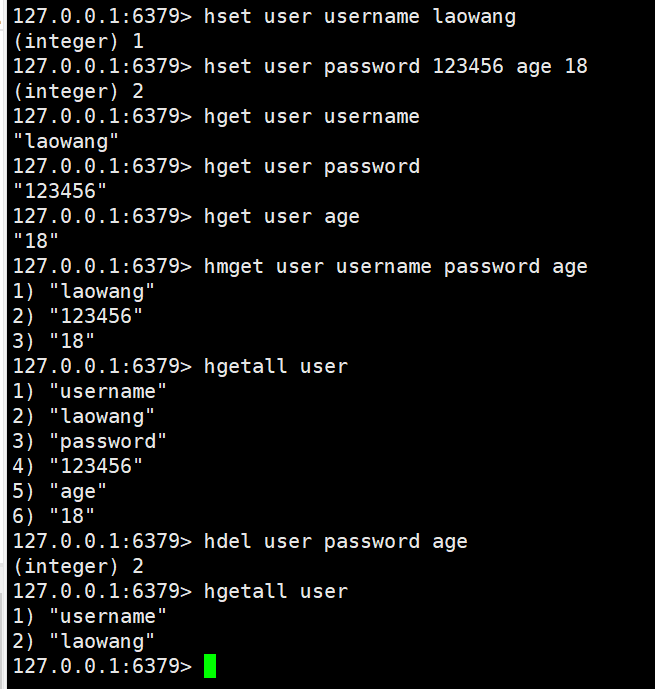 127.0.0.1:6379> hset user username laowang
(integer) 1
127.0.0.1:6379> hset user password 123456 age 18
(integer) 2
127.0.0.1:6379> hget user username
"laowang"
127.0.0.1:6379> hget user password
"123456"
127.0.0.1:6379> hget user age
"18"
127.0.0.1:6379> hmget user username password age
1) "laowang"
2) "123456"
3) "18"
127.0.0.1:6379> hgetall user
1) "username"
2) "laowang"
3) "password"
4) "123456"
5) "age"
6) "18"
127.0.0.1:6379> hdel user password age
(integer) 2
127.0.0.1:6379> hgetall user
1) "username"
2) "laowang"
127.0.0.1:6379>